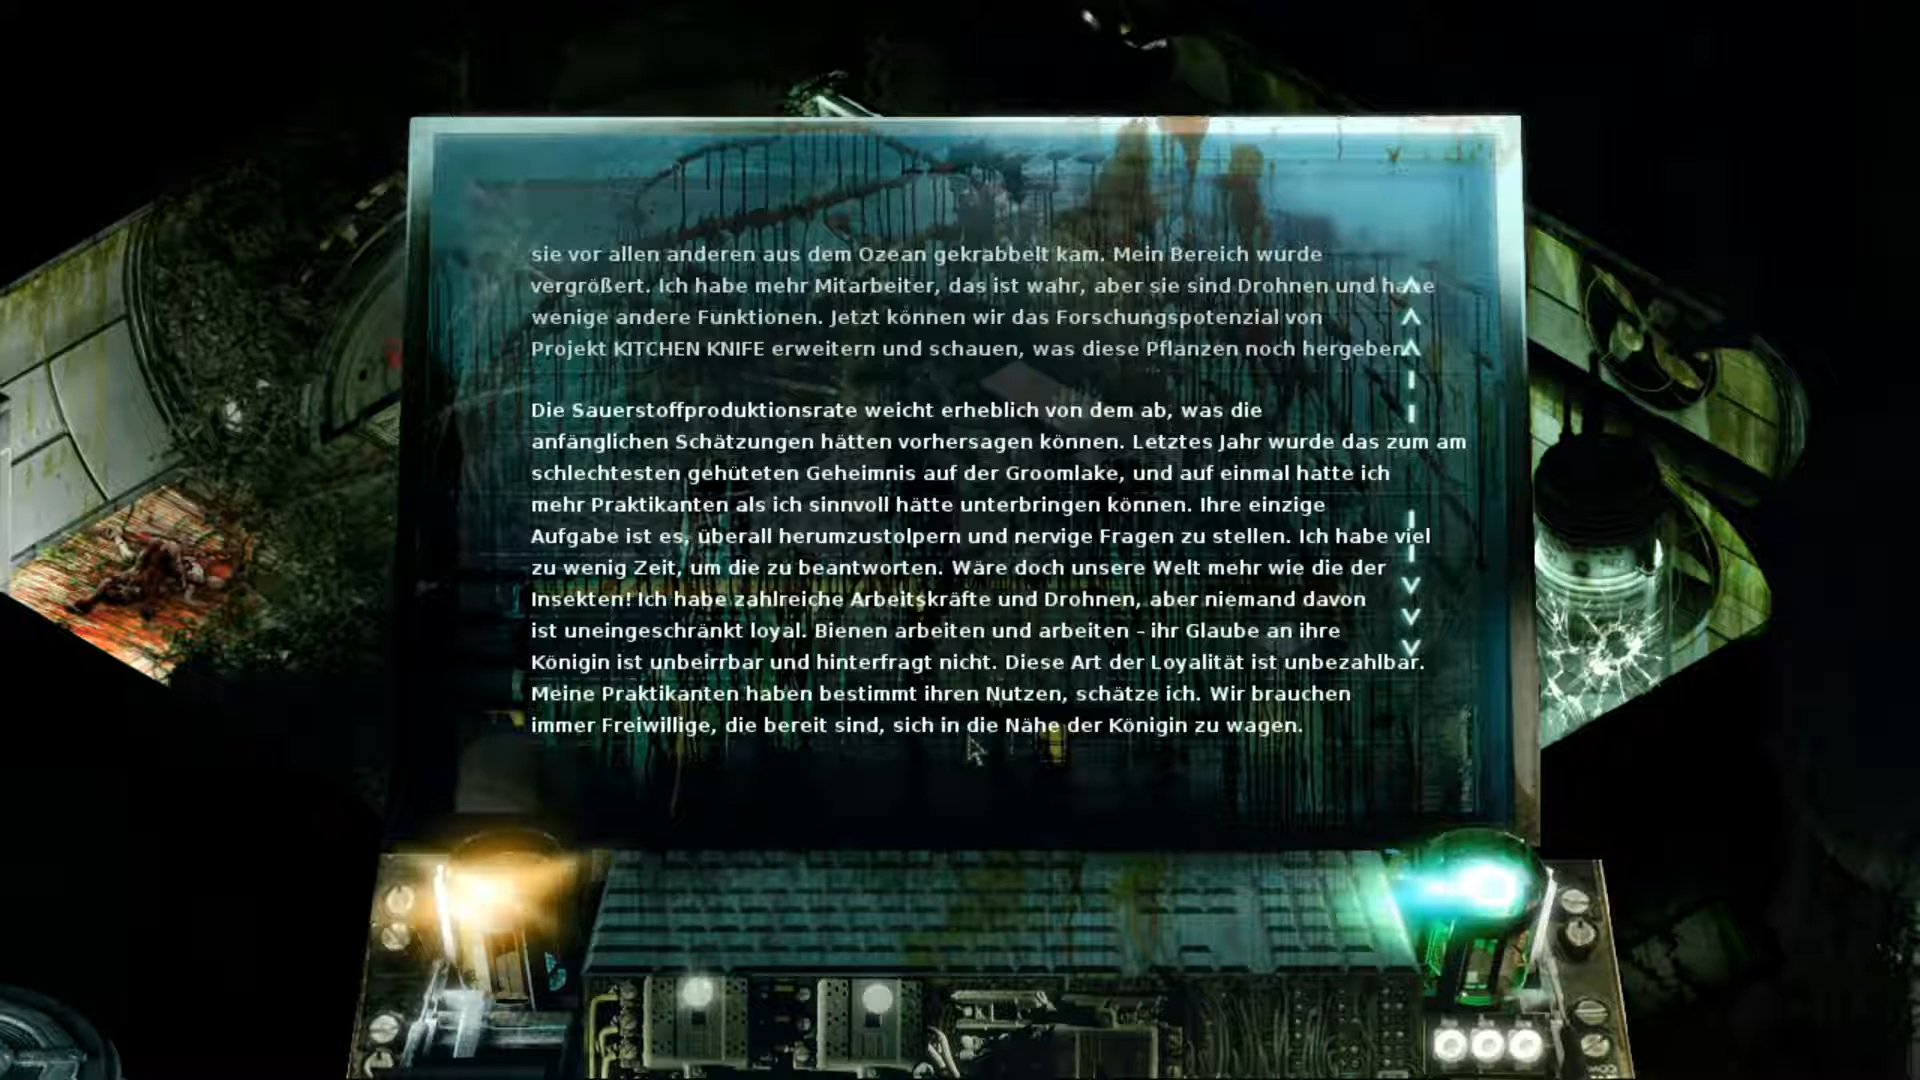 sie vor allen anderen aus dem Ozean gekrabbelt kam. Mein Bereich wurde
vergrößert. Ich habe mehr Mitarbeiter, das ist wahr, aber sie sind Drohnen und habe
wenige andere Funktionen. Jetzt können wir das Forschungspotenzial von
Projekt KITCHEN KNIFE erweitern und schauen, was diese Pflanzen noch hergeben.
Die Sauerstoffproduktionsrate weicht erheblich von dem ab, was die
anfänglichen Schätzungen hätten vorhersagen können. Letztes Jahr wurde das zum am
schlechtesten gehüteten Geheimnis auf der Groomlake, und auf einmal hatte ich
mehr Praktikanten als ich sinnvoll hätte unterbringen können. Ihre einzige
Aufgabe ist es, überall herumzustolpern und nervige Fragen zu stellen. Ich habe viel
zu wenig Zeit, um die zu beantworten. Wäre doch unsere Welt mehr wie die der
Insekten! Ich habe zahlreiche Arbeitskräfte und Drohnen, aber niemand davon
ist uneingeschränkt loyal. Bienen arbeiten und arbeiten – ihr Glaube an ihre
Königin ist unbeirrbar und hinterfragt nicht. Diese Art der Loyalität ist unbezahlbar.
Meine Praktikanten haben bestimmt ihren Nutzen, schätze ich. Wir brauchen
immer Freiwillige, die bereit sind, sich in die Nähe der Königin zu wagen.